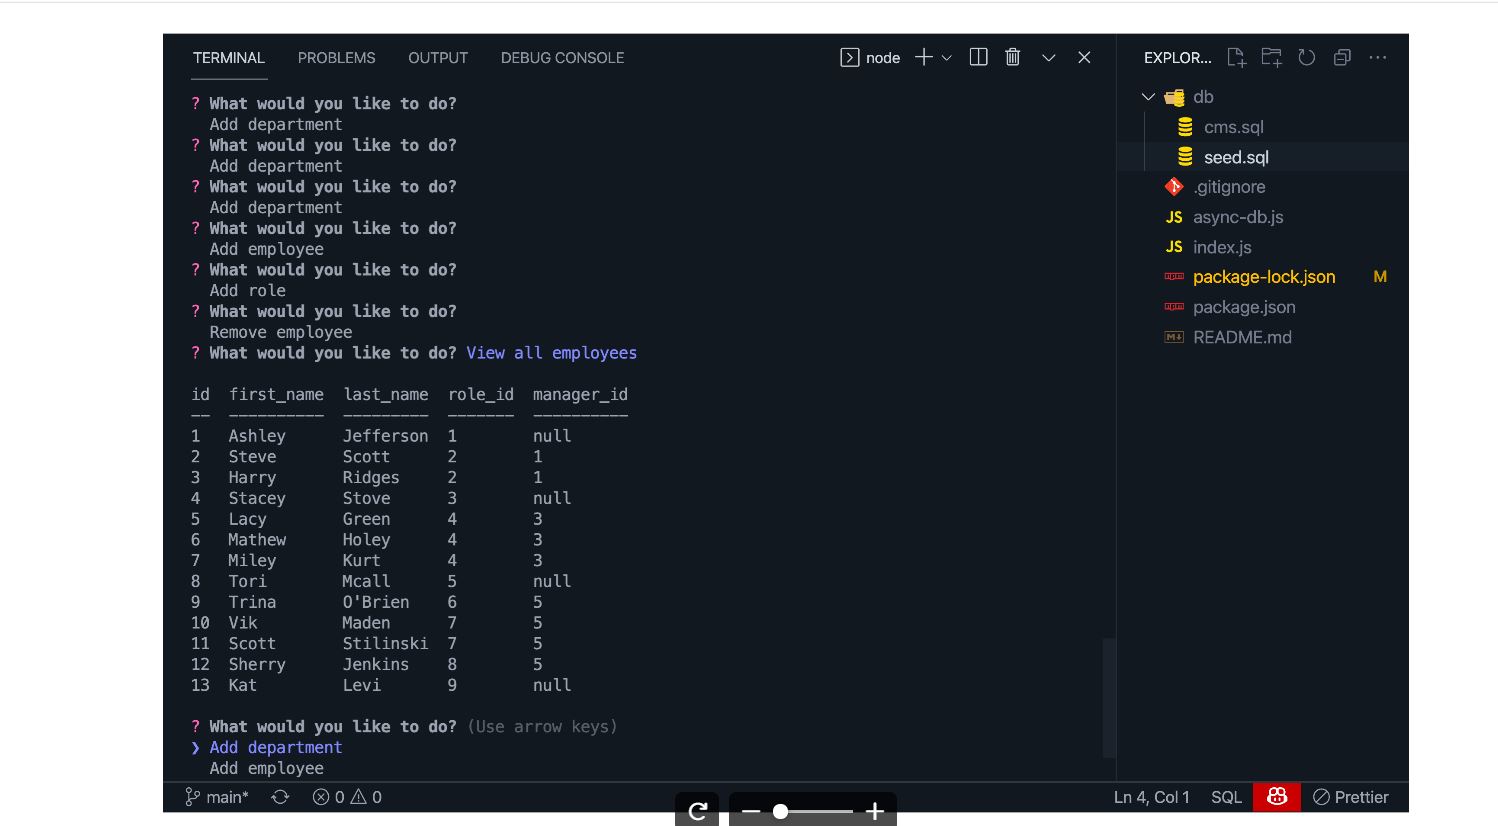 TERMINAL PROBLEMS OUTPUT DEBUG CONSOLE node
? What would you like to do?
Add department
? What would you like to do?
Add department
? What would you like to do?
Add department
? What would you like to do?
Add employee
? What would you like to do?
Add role
? What would you like to do?
Remove employee
? What would you like to do? View all employees
id first_name last_name role_id manager_id
-- ---------- --------- ------- ----------
1 Ashley Jefferson 1 null
2 Steve Scott 2 1
3 Harry Ridges 2 1
4 Stacey Stove 3 null
5 Lacy Green 4 3
6 Mathew Holey 4 3
7 Miley Kurt 4 3
8 Tori Mcall 5 null
9 Trina O'Brien 6 5
10 Vik Maden 7 5
11 Scott Stilinski 7 5
12 Sherry Jenkins 8 5
13 Kat Levi 9 null
? What would you like to do? (Use arrow keys)
❯ Add department
Add employee
EXPLOR...
db
cms.sql
seed.sql
.gitignore
JS async-db.js
JS index.js
npm package-lock.json M
npm package.json
M↓ README.md
main* 0 0 Ln 4, Col 1 SQL Prettier